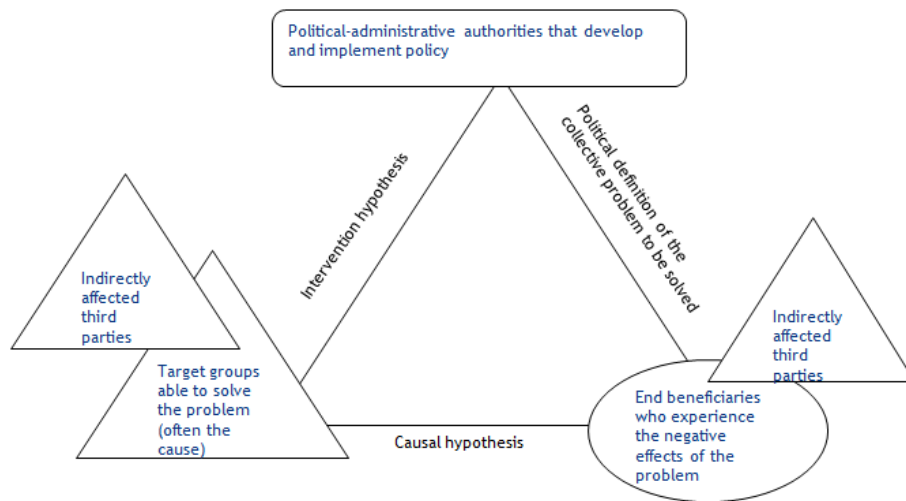 Political-administrative authorities that develop
and implement policy
Intervention hypothesis
Political definition of the
collective problem to be solved
Indirectly
affected
third
parties
Indirectly
affected
third
parties
Target groups
able to solve
the problem
(often the
cause)
Causal hypothesis
End beneficiaries
who experience
the negative
effects of the
problem